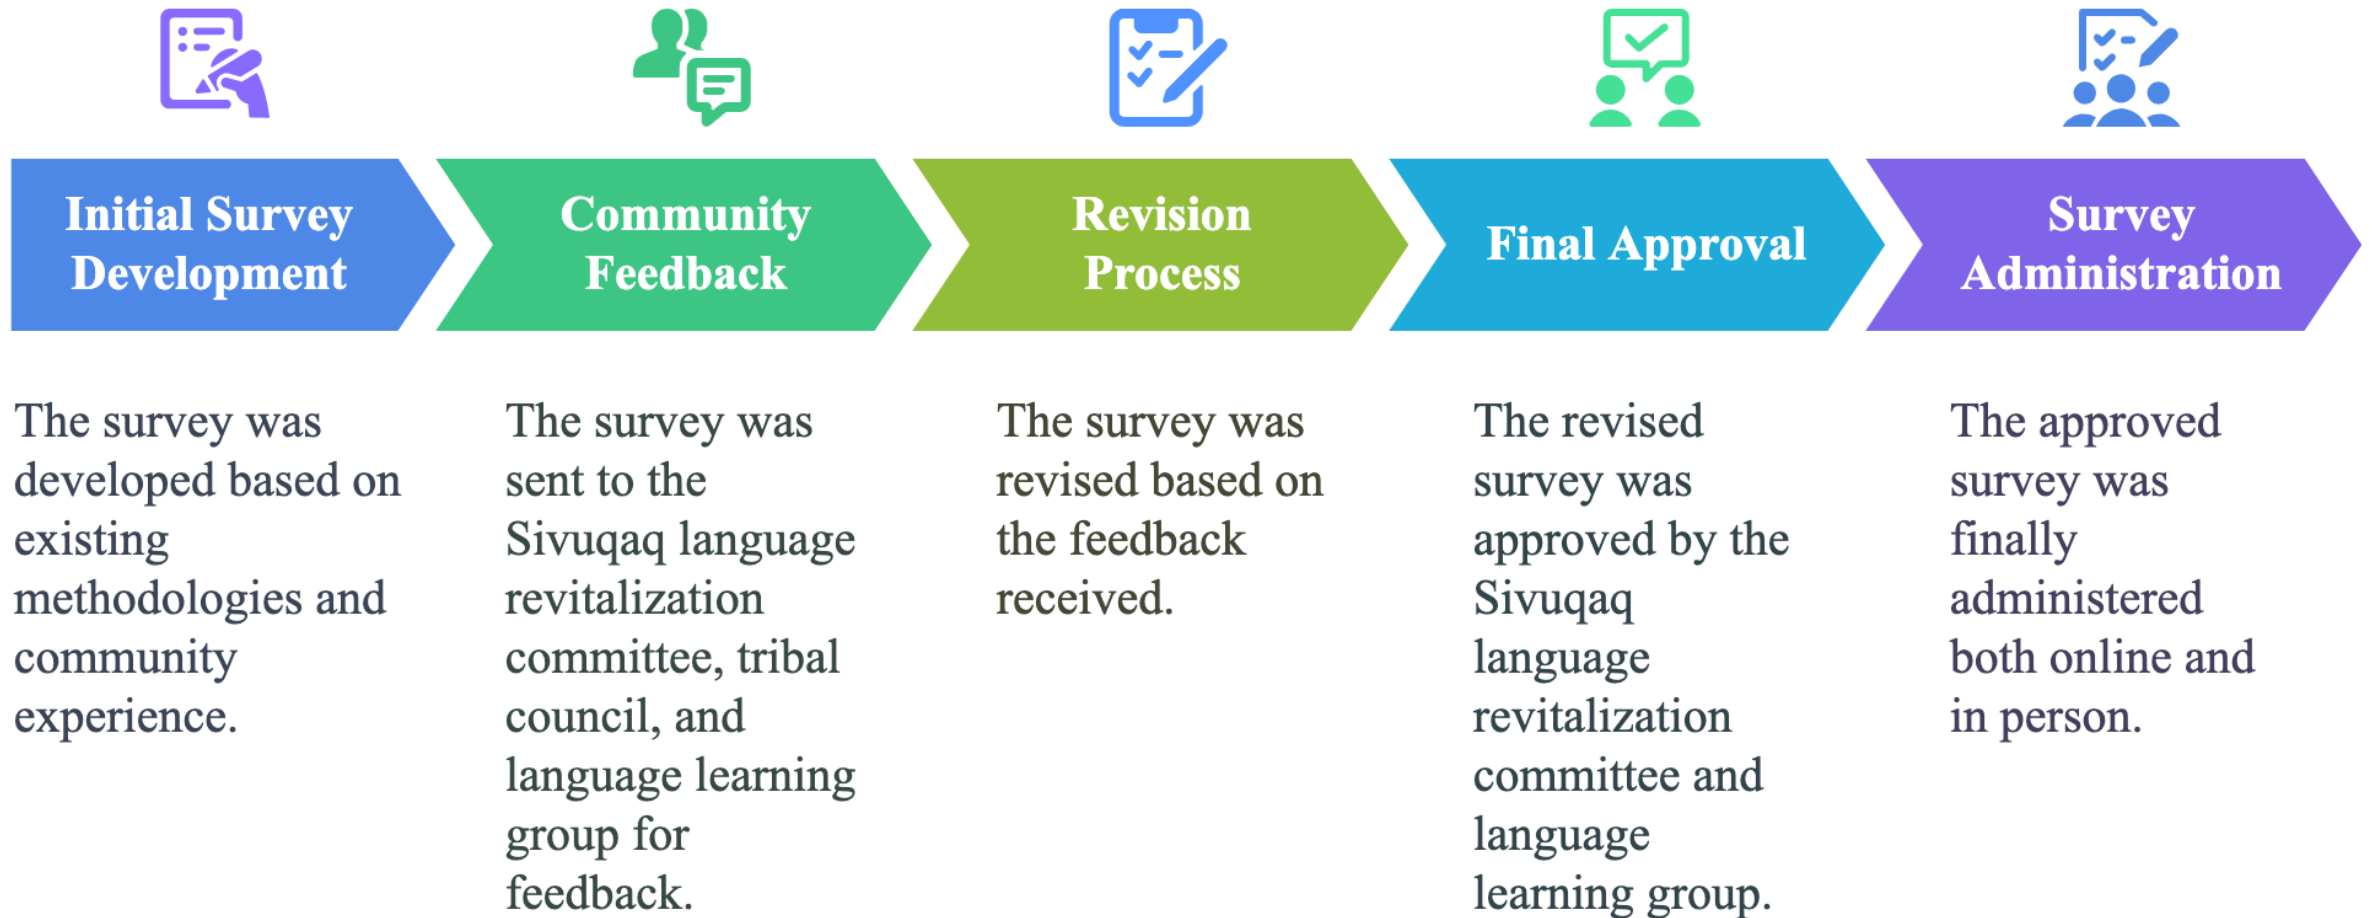 Initial Survey
Development
Community
Feedback
Revision
Process
Final Approval
Survey
Administration
The survey was
developed based on
existing
methodologies and
community
experience.
The survey was
sent to the
Sivuqaq language
revitalization
committee, tribal
council, and
language learning
group for
feedback.
The survey was
revised based on
the feedback
received.
The revised
survey was
approved by the
Sivuqaq
language
revitalization
committee and
language
learning group.
The approved
survey was
finally
administered
both online and
in person.